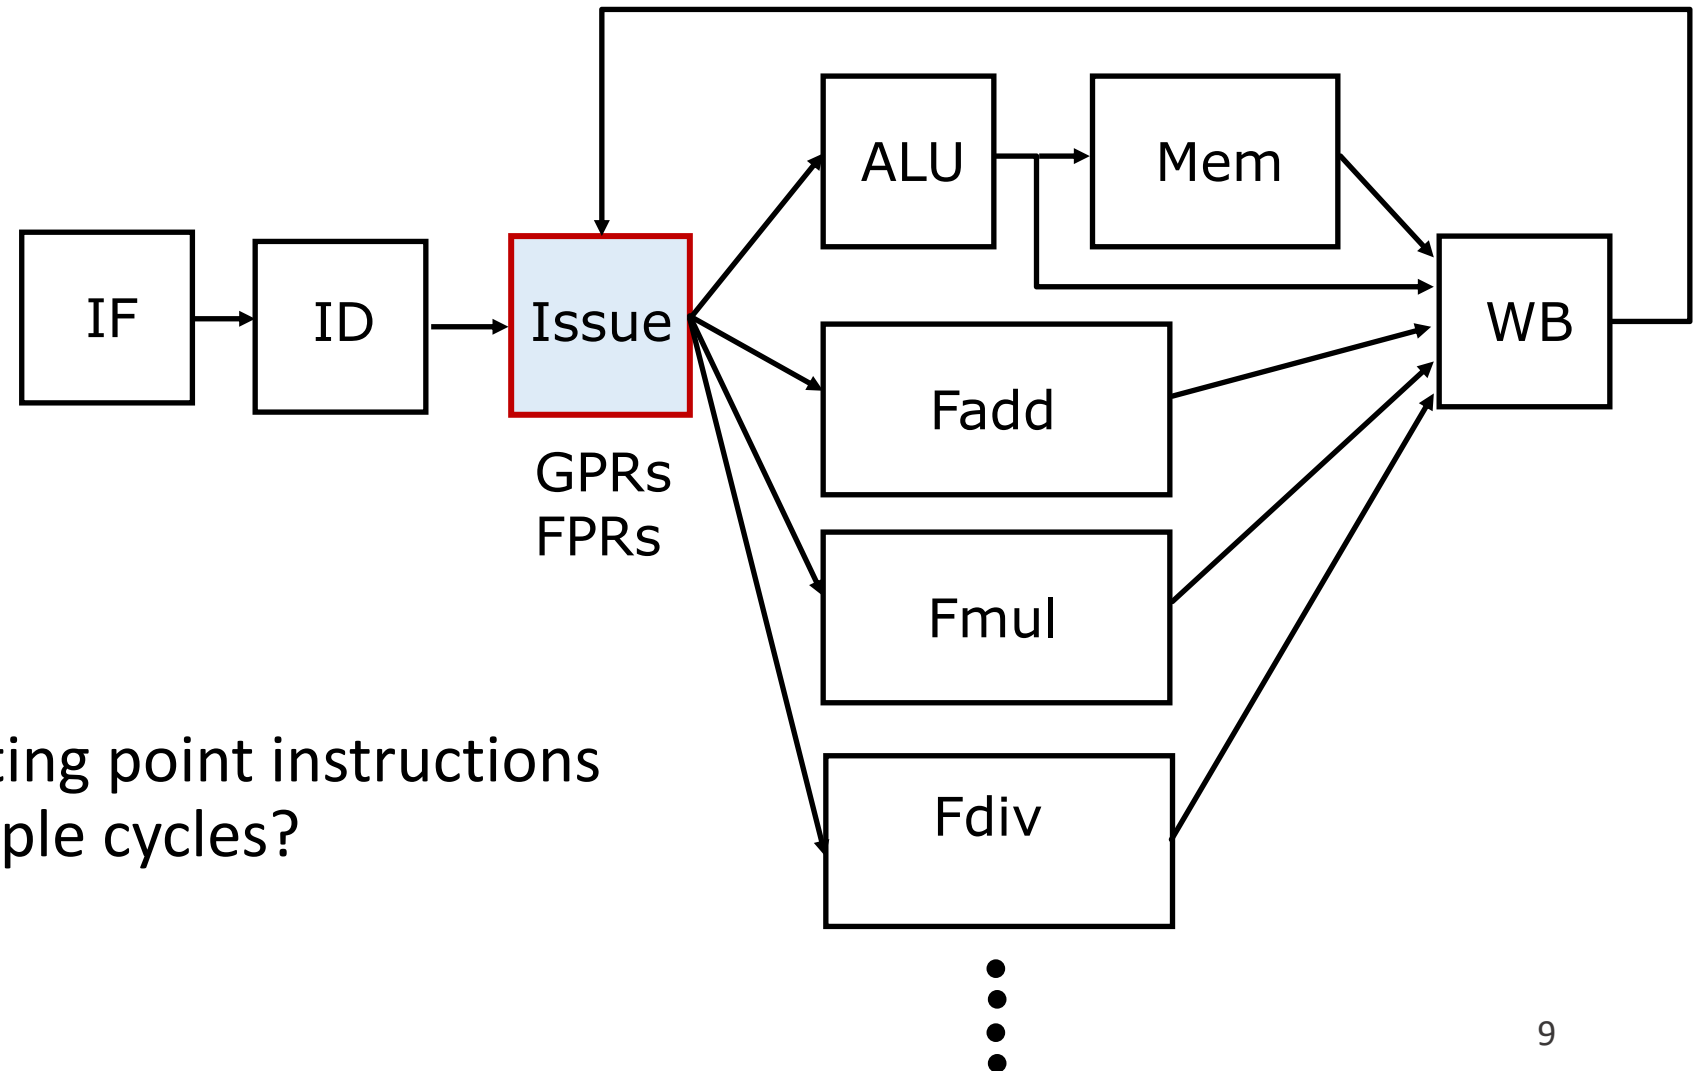 IF
ID
Issue
GPRs
FPRs
ALU
Mem
Fadd
Fmul
Fdiv
WB
ting point instructions
ple cycles?
9